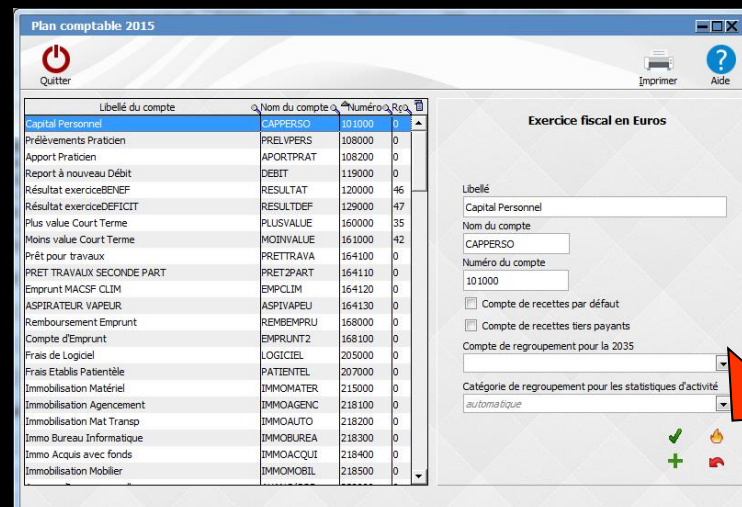 Plan comptable 2015
Quitter
Imprimer Aide
Libellé du compte Nom du compte Numéro Rg
Capital Personnel CAPPERSO 101000 0
Prélèvements Praticien PRELVPERS 108000 0
Apport Praticien APORTPRAT 108200 0
Report à nouveau Débit DEBIT 119000 0
Résultat exerciceBENEF RESULTAT 120000 46
Résultat exerciceDEFICIT RESULTDEF 129000 47
Plus value Court Terme PLUSVALUE 160000 35
Moins value Court Terme MOINVALUE 161000 42
Prêt pour travaux PRETTRAVA 164100 0
PRET TRAVAUX SECONDE PART PRET2PART 164110 0
Emprunt MACSF CLIM EMPCLIM 164120 0
ASPIRATEUR VAPEUR ASPIVAPEU 164130 0
Remboursement Emprunt REMBEMPRU 168000 0
Compte d'Emprunt EMPRUNT2 168100 0
Frais de Logiciel LOGICIEL 205000 0
Frais Etablis Patientèle PATIENTEL 207000 0
Immobilisation Matériel IMMOMATER 215000 0
Immobilisation Agencement IMMOAGENC 218100 0
Immobilisation Mat Transp IMMOAUTO 218200 0
Immo Bureau Informatique IMMOBUREA 218300 0
Immo Acquis avec fonds IMMOACQUI 218400 0
Immobilisation Mobilier IMMOMOBIL 218500 0
Exercice fiscal en Euros
Libellé
Capital Personnel
Nom du compte
CAPPERSO
Numéro du compte
101000
Compte de recettes par défaut
Compte de recettes tiers payants
Compte de regroupement pour la 2035
Catégorie de regroupement pour les statistiques d'activité
automatique